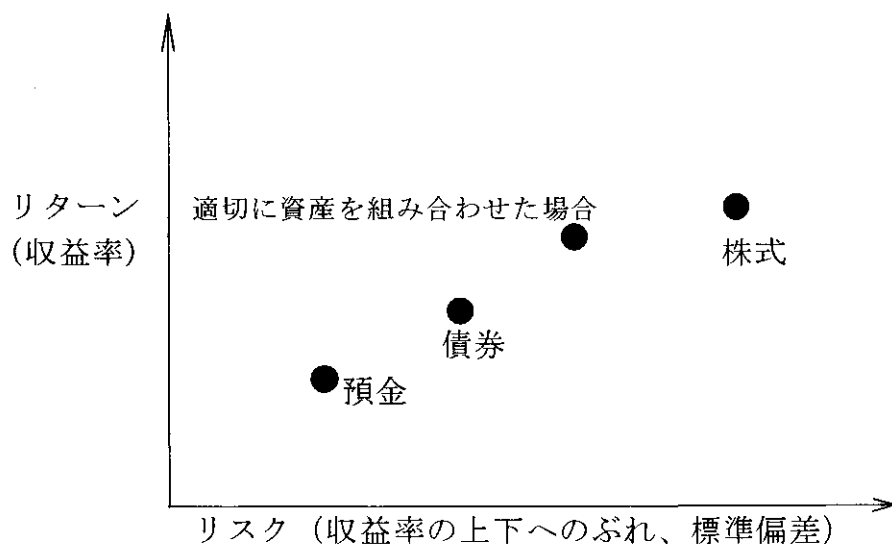 リターン
(収益率)
適切に資産を組み合わせた場合
株式
債券
預金
リスク(収益率の上下へのぶれ、標準偏差)